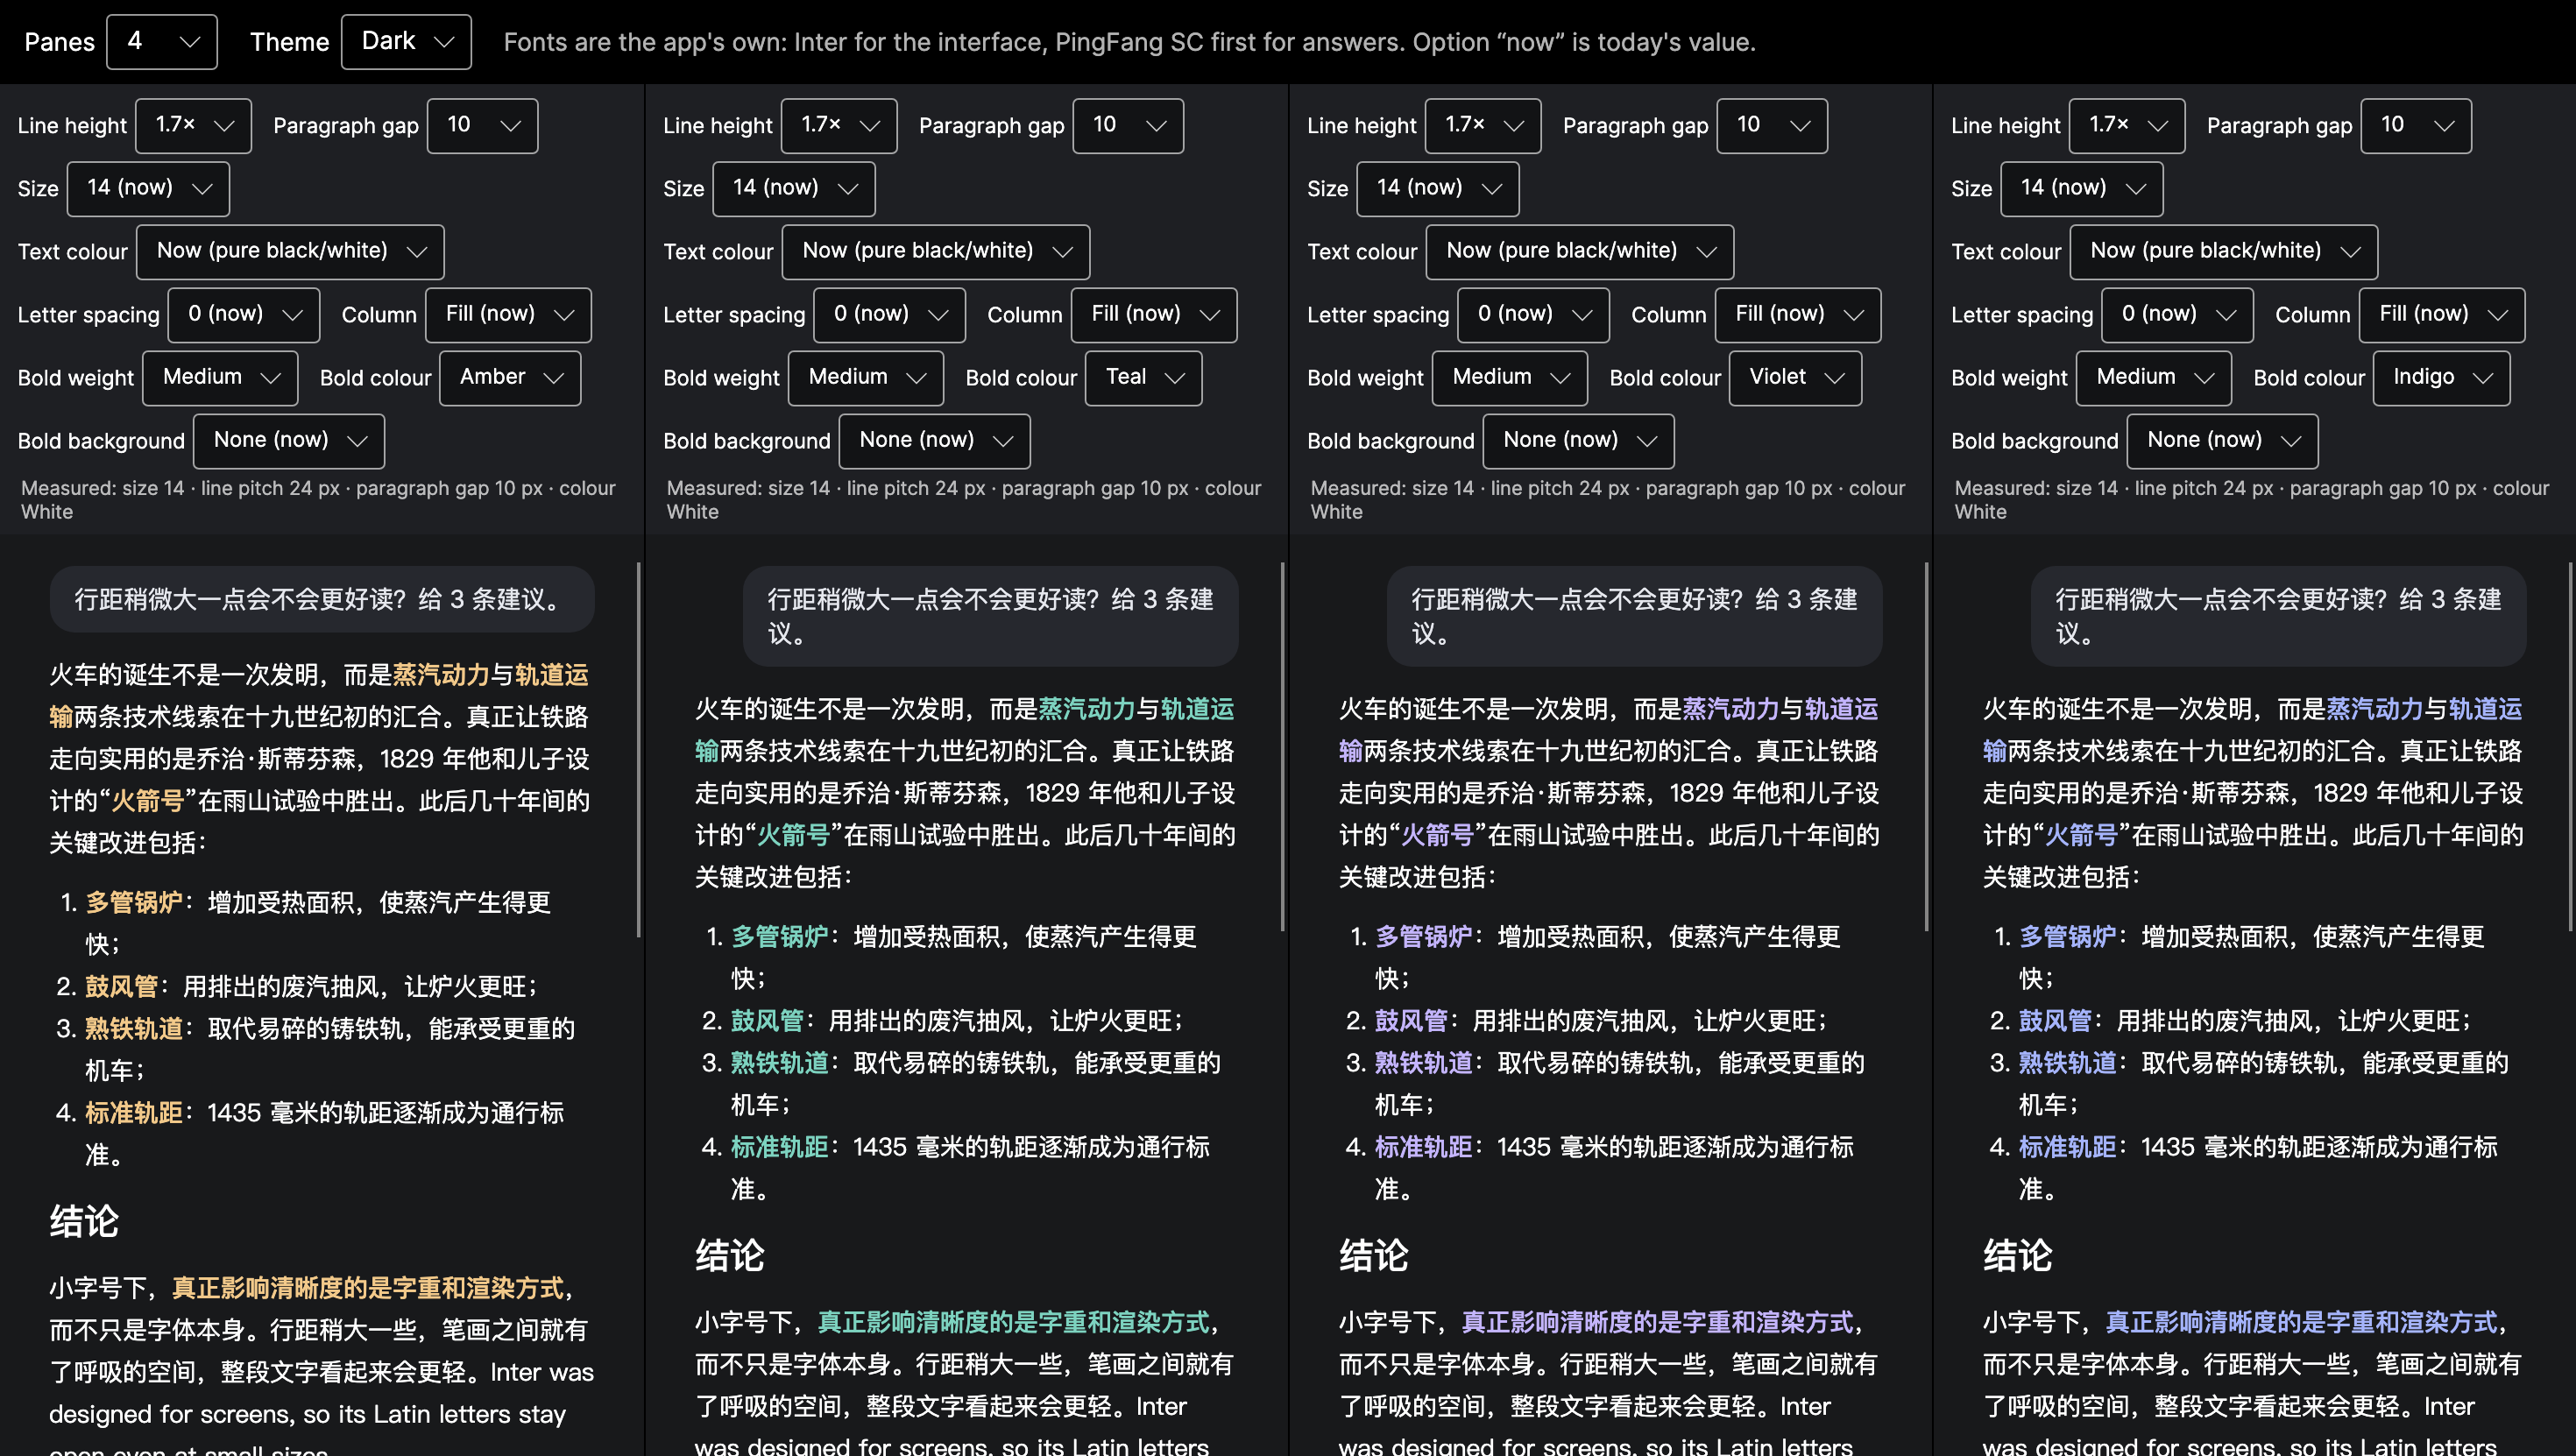 Panes 4 Theme Dark Fonts are the app's own: Inter for the interface, PingFang SC first for answers. Option “now” is today's value.
Line height 1.7× Paragraph gap 10
Size 14 (now)
Text colour Now (pure black/white)
Letter spacing 0 (now) Column Fill (now)
Bold weight Medium Bold colour Amber
Bold background None (now)
Measured: size 14 · line pitch 24 px · paragraph gap 10 px · colour
White
行距稍微大一点会不会更好读？给 3 条建议。
火车的诞生不是一次发明，而是蒸汽动力与轨道运
输两条技术线索在十九世纪初的汇合。真正让铁路
走向实用的是乔治·斯蒂芬森，1829 年他和儿子设
计的“火箭号”在雨山试验中胜出。此后几十年间的
关键改进包括：
1. 多管锅炉：增加受热面积，使蒸汽产生得更
快；
2. 鼓风管：用排出的废汽抽风，让炉火更旺；
3. 熟铁轨道：取代易碎的铸铁轨，能承受更重的
机车；
4. 标准轨距：1435 毫米的轨距逐渐成为通行标
准。
结论
小字号下，真正影响清晰度的是字重和渲染方式，
而不只是字体本身。行距稍大一些，笔画之间就有
了呼吸的空间，整段文字看起来会更轻。Inter was
designed for screens, so its Latin letters stay
open even at small sizes.
Line height 1.7× Paragraph gap 10
Size 14 (now)
Text colour Now (pure black/white)
Letter spacing 0 (now) Column Fill (now)
Bold weight Medium Bold colour Teal
Bold background None (now)
Measured: size 14 · line pitch 24 px · paragraph gap 10 px · colour
White
行距稍微大一点会不会更好读？给 3 条建
议。
火车的诞生不是一次发明，而是蒸汽动力与轨道运
输两条技术线索在十九世纪初的汇合。真正让铁路
走向实用的是乔治·斯蒂芬森，1829 年他和儿子设
计的“火箭号”在雨山试验中胜出。此后几十年间的
关键改进包括：
1. 多管锅炉：增加受热面积，使蒸汽产生得更
快；
2. 鼓风管：用排出的废汽抽风，让炉火更旺；
3. 熟铁轨道：取代易碎的铸铁轨，能承受更重的
机车；
4. 标准轨距：1435 毫米的轨距逐渐成为通行标
准。
结论
小字号下，真正影响清晰度的是字重和渲染方式，
而不只是字体本身。行距稍大一些，笔画之间就有
了呼吸的空间，整段文字看起来会更轻。Inter
was designed for screens, so its Latin letters
Line height 1.7× Paragraph gap 10
Size 14 (now)
Text colour Now (pure black/white)
Letter spacing 0 (now) Column Fill (now)
Bold weight Medium Bold colour Violet
Bold background None (now)
Measured: size 14 · line pitch 24 px · paragraph gap 10 px · colour
White
行距稍微大一点会不会更好读？给 3 条建
议。
火车的诞生不是一次发明，而是蒸汽动力与轨道运
输两条技术线索在十九世纪初的汇合。真正让铁路
走向实用的是乔治·斯蒂芬森，1829 年他和儿子设
计的“火箭号”在雨山试验中胜出。此后几十年间的
关键改进包括：
1. 多管锅炉：增加受热面积，使蒸汽产生得更
快；
2. 鼓风管：用排出的废汽抽风，让炉火更旺；
3. 熟铁轨道：取代易碎的铸铁轨，能承受更重的
机车；
4. 标准轨距：1435 毫米的轨距逐渐成为通行标
准。
结论
小字号下，真正影响清晰度的是字重和渲染方式，
而不只是字体本身。行距稍大一些，笔画之间就有
了呼吸的空间，整段文字看起来会更轻。Inter
was designed for screens, so its Latin letters
Line height 1.7× Paragraph gap 10
Size 14 (now)
Text colour Now (pure black/white)
Letter spacing 0 (now) Column Fill (now)
Bold weight Medium Bold colour Indigo
Bold background None (now)
Measured: size 14 · line pitch 24 px · paragraph gap 10 px · colour
White
行距稍微大一点会不会更好读？给 3 条建
议。
火车的诞生不是一次发明，而是蒸汽动力与轨道运
输两条技术线索在十九世纪初的汇合。真正让铁路
走向实用的是乔治·斯蒂芬森，1829 年他和儿子设
计的“火箭号”在雨山试验中胜出。此后几十年间的
关键改进包括：
1. 多管锅炉：增加受热面积，使蒸汽产生得更
快；
2. 鼓风管：用排出的废汽抽风，让炉火更旺；
3. 熟铁轨道：取代易碎的铸铁轨，能承受更重的
机车；
4. 标准轨距：1435 毫米的轨距逐渐成为通行标
准。
结论
小字号下，真正影响清晰度的是字重和渲染方式，
而不只是字体本身。行距稍大一些，笔画之间就有
了呼吸的空间，整段文字看起来会更轻。Inter
was designed for screens, so its Latin letters